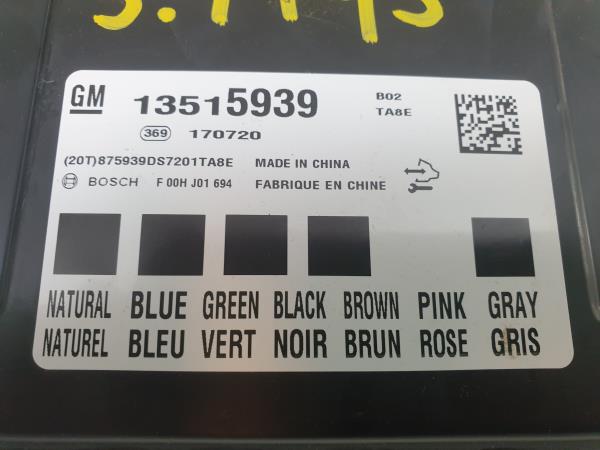 GM 13515939 B02
TA8E
369 170720
(20T)875939DS7201TA8E MADE IN CHINA
BOSCH F 00H J01 694 FABRIQUE EN CHINE
NATURAL BLUE GREEN BLACK BROWN PINK GRAY
NATUREL BLEU VERT NOIR BRUN ROSE GRIS